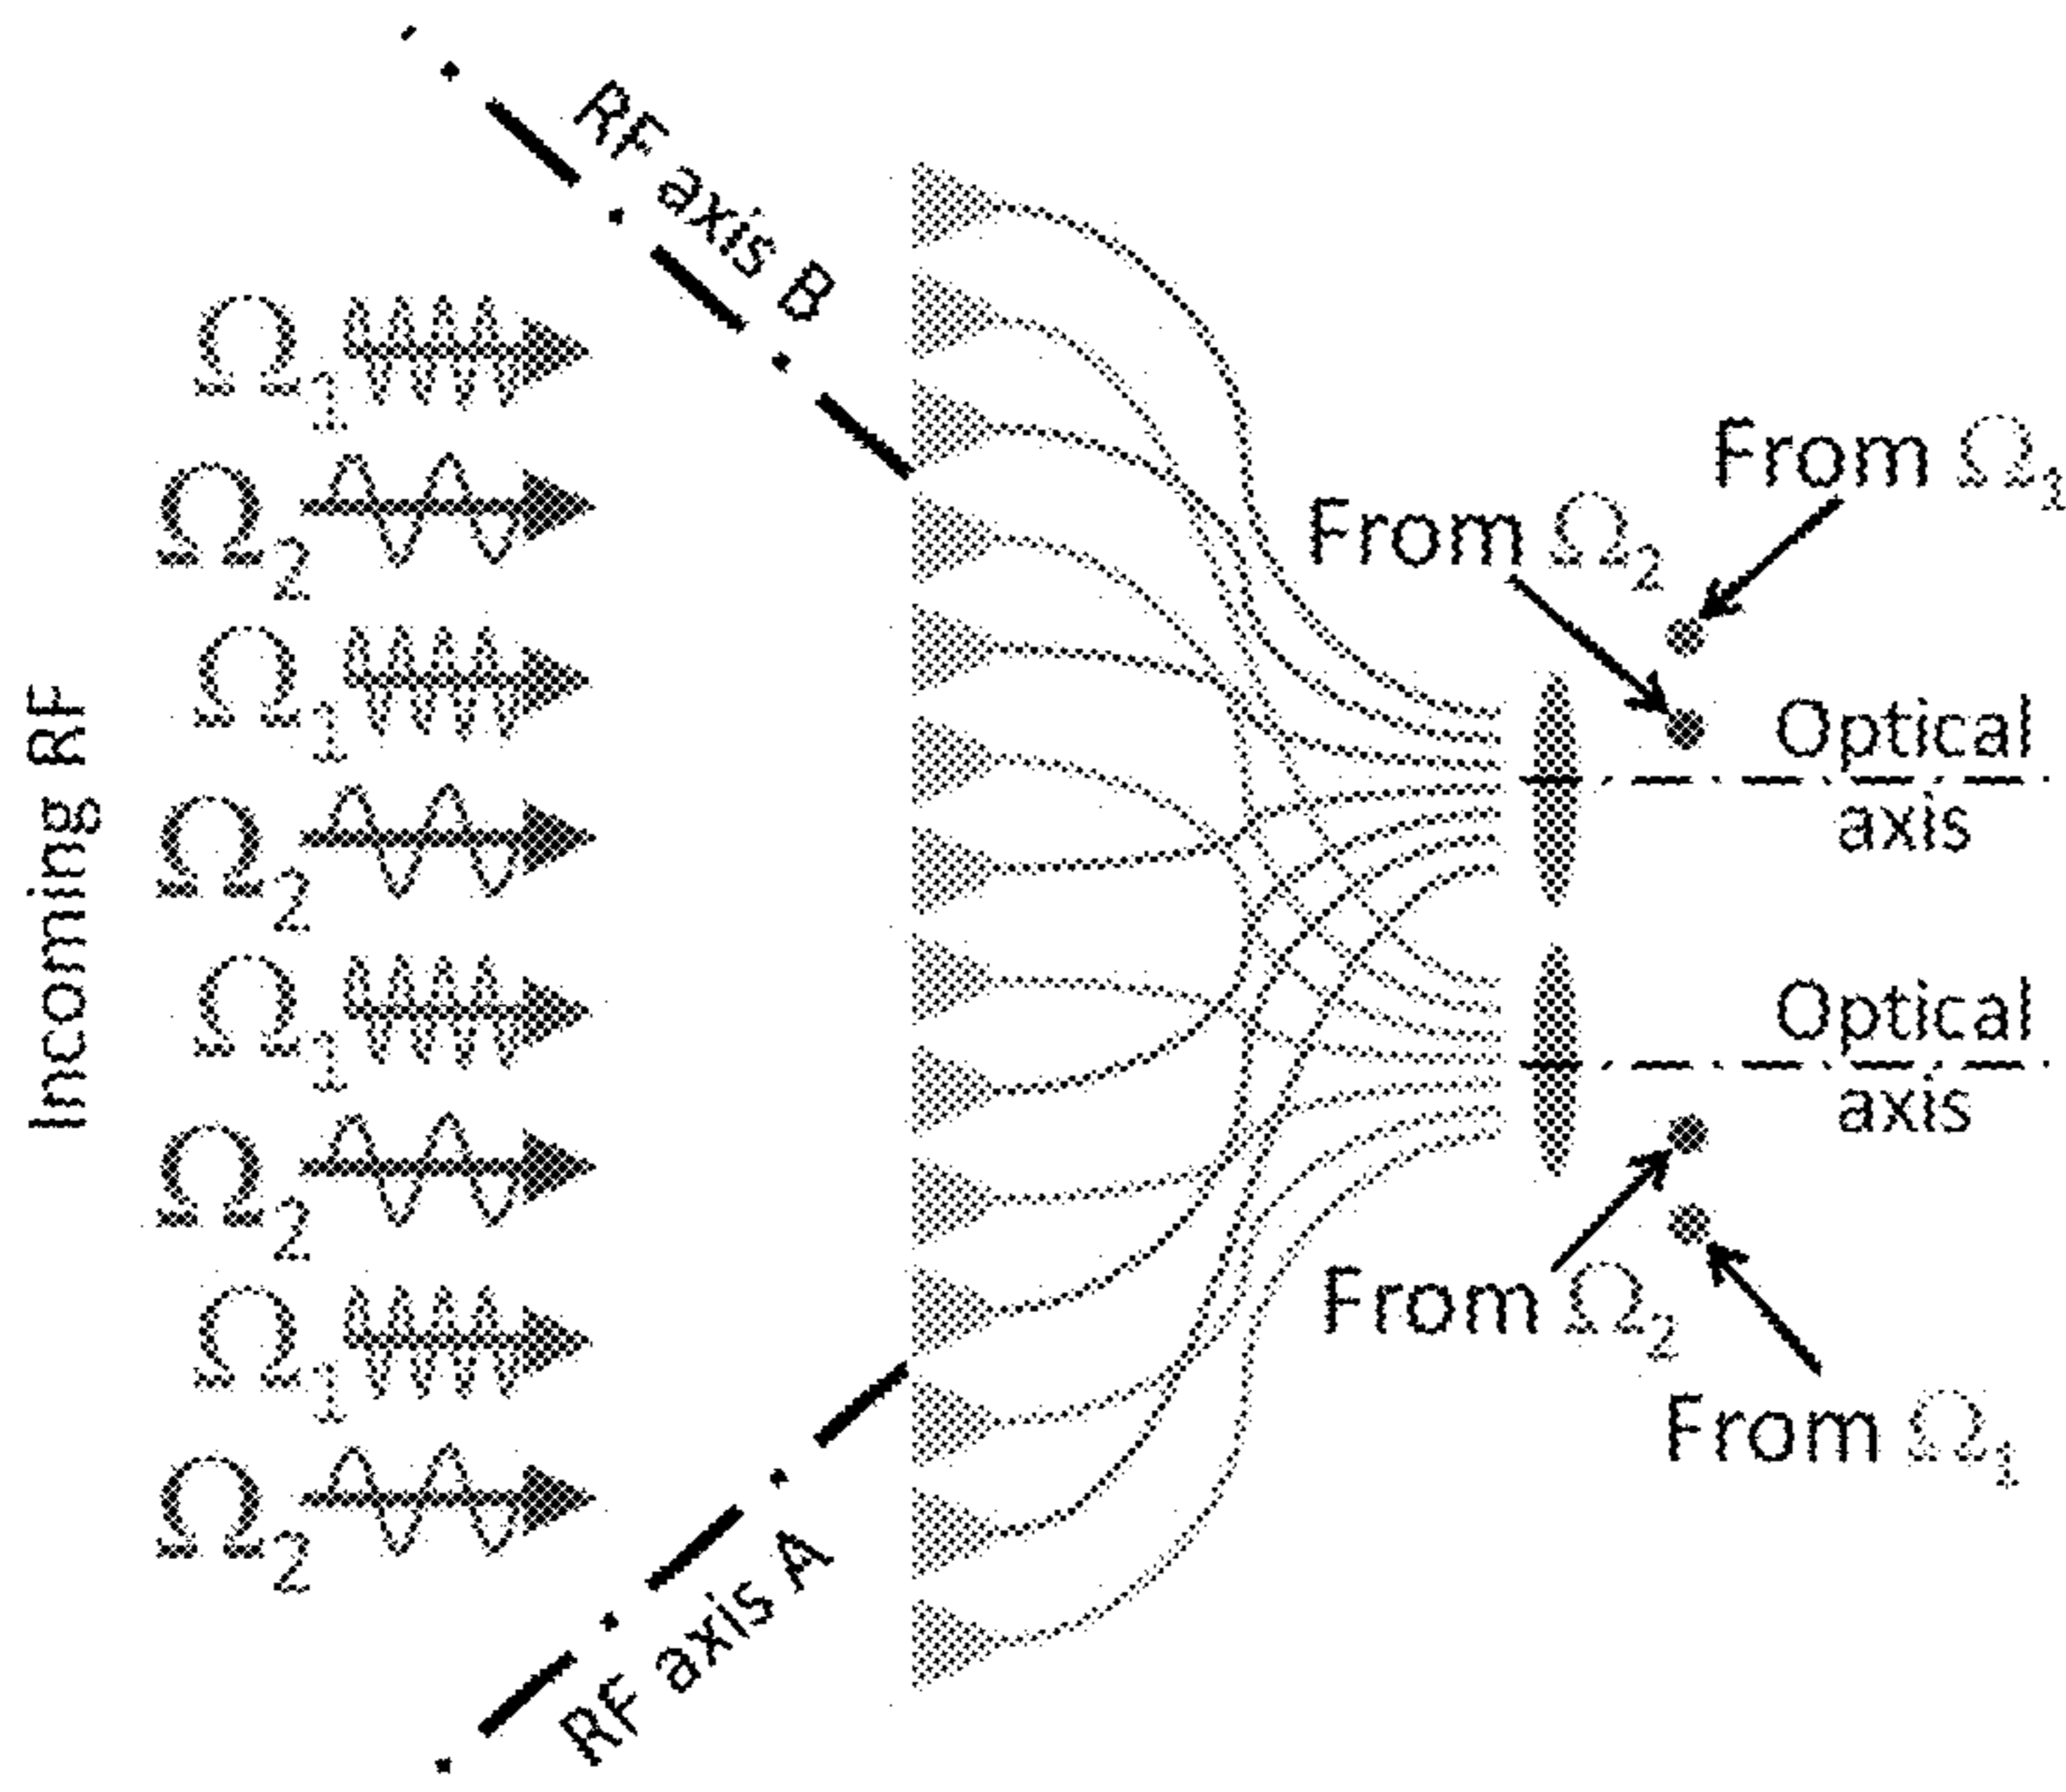 RF axis B
Incoming RF
Ω1
Ω2
Ω1
Ω2
Ω1
Ω2
Ω1
Ω2
From Ω1
From Ω2
Optical
axis
Optical
axis
From Ω2
From Ω1
RF axis A